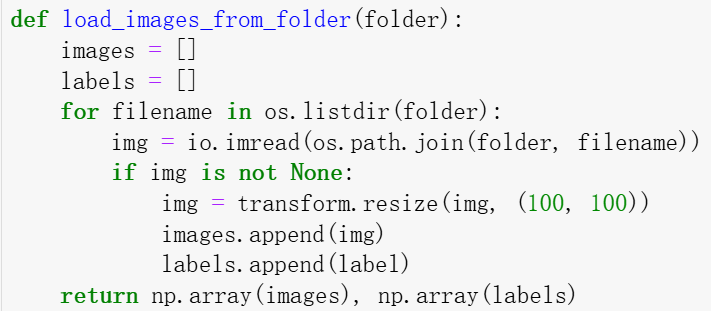 def load_images_from_folder(folder):
    images = []
    labels = []
    for filename in os.listdir(folder):
        img = io.imread(os.path.join(folder, filename))
        if img is not None:
            img = transform.resize(img, (100, 100))
            images.append(img)
            labels.append(label)
    return np.array(images), np.array(labels)